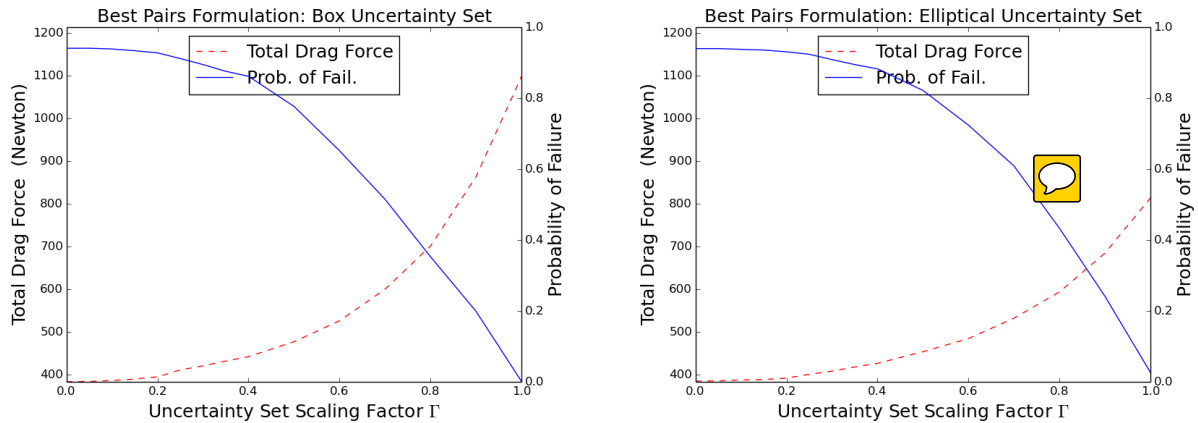 Best Pairs Formulation: Box Uncertainty Set
1200
1100
1000
900
800
700
600
500
400
Total Drag Force (Newton)
Total Drag Force
Prob. of Fail.
1.0
0.8
0.6
0.4
0.2
0.0
Probability of Failure
0.0 0.2 0.4 0.6 0.8 1.0
Uncertainty Set Scaling Factor Γ
Best Pairs Formulation: Elliptical Uncertainty Set
1200
1100
1000
900
800
700
600
500
400
Total Drag Force (Newton)
Total Drag Force
Prob. of Fail.
1.0
0.8
0.6
0.4
0.2
0.0
Probability of Failure
0.0 0.2 0.4 0.6 0.8 1.0
Uncertainty Set Scaling Factor Γ